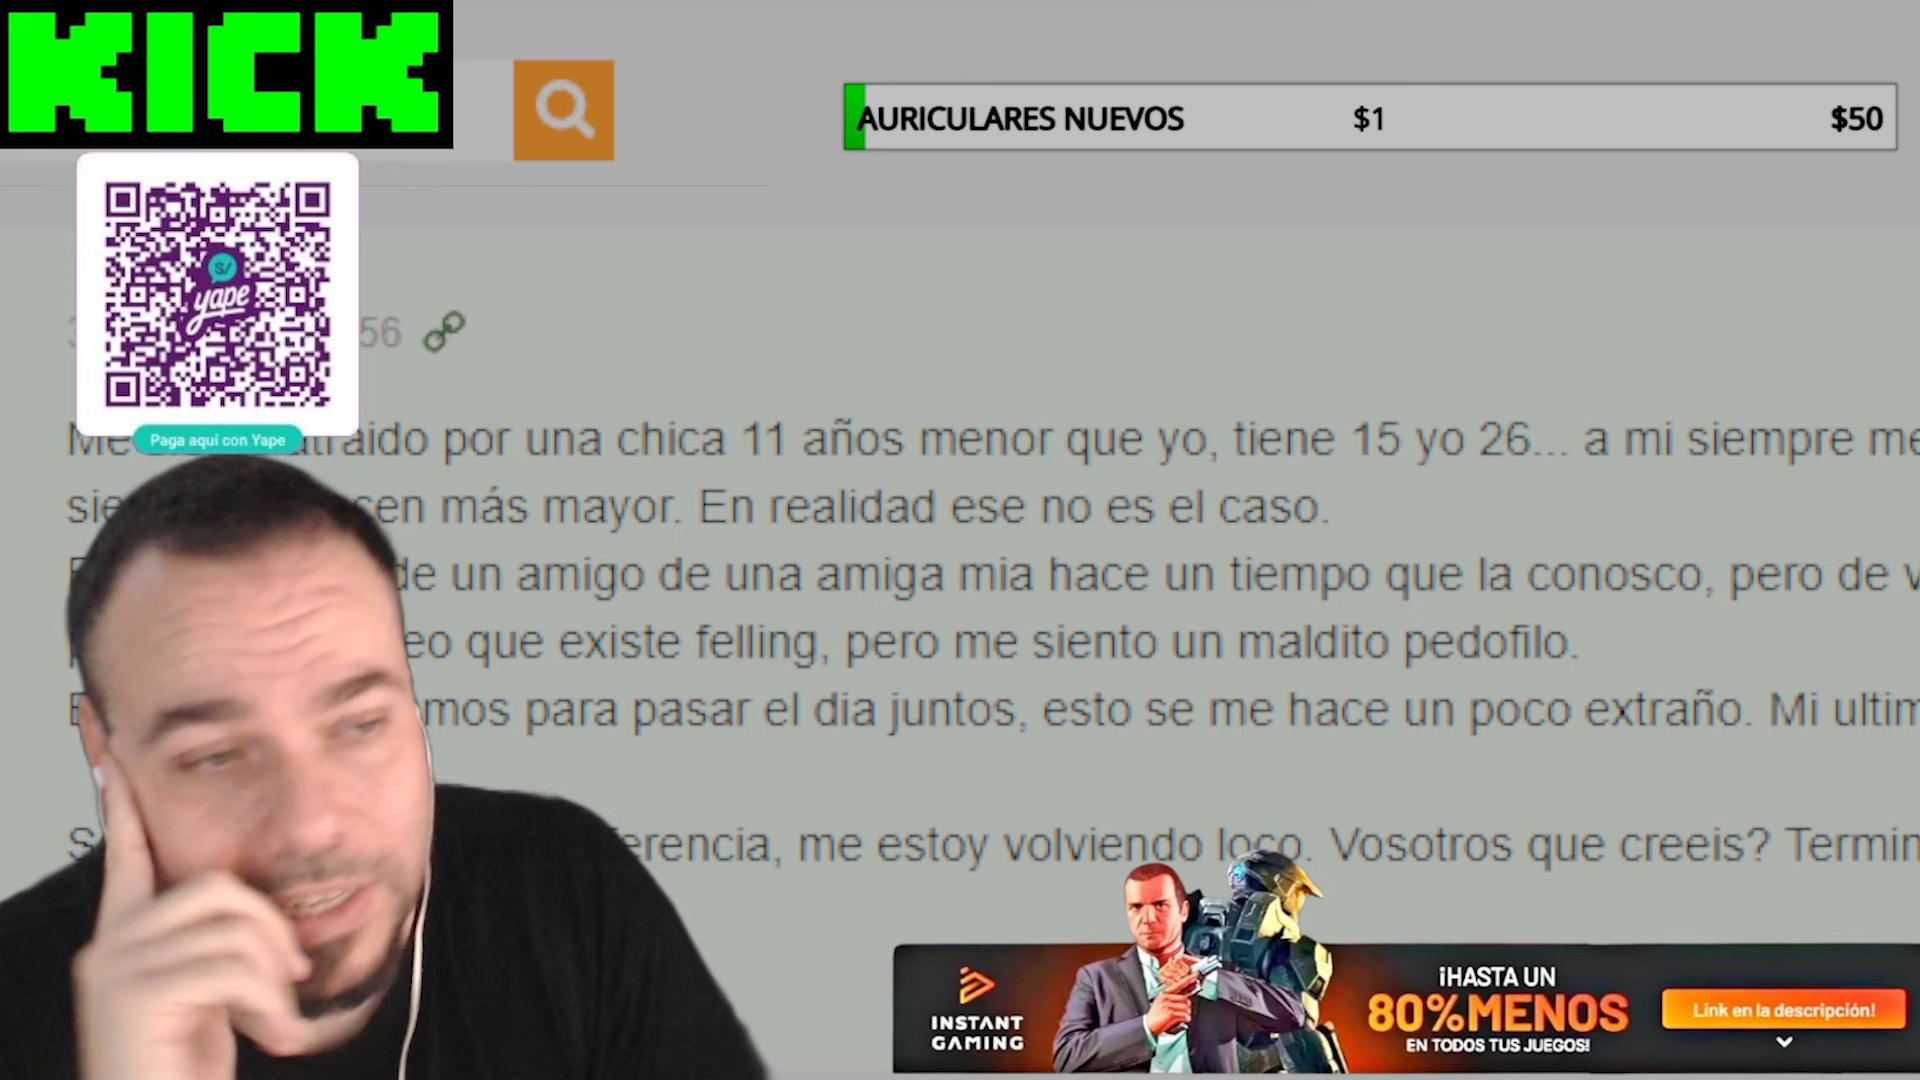 KICK
AURICULARES NUEVOS $1 $50
S/
yape
56
Paga aquí con Yape
Me atraido por una chica 11 años menor que yo, tiene 15 yo 26... a mi siempre me
sie cen más mayor. En realidad ese no es el caso.
de un amigo de una amiga mia hace un tiempo que la conosco, pero de v
eo que existe felling, pero me siento un maldito pedofilo.
mos para pasar el dia juntos, esto se me hace un poco extraño. Mi ultim
erencia, me estoy volviendo loco. Vosotros que creeis? Termin
INSTANT
GAMING
¡HASTA UN
80% MENOS
EN TODOS TUS JUEGOS!
Link en la descripción!